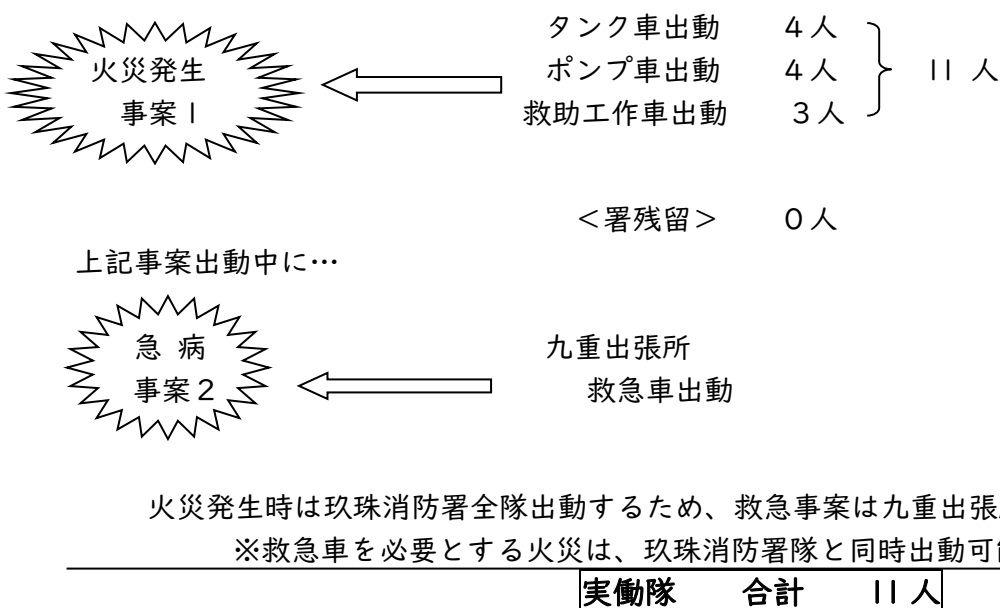 タンク車出動 4人
火災発生 ポンプ車出動 4人 11人
事案1 救助工作車出動 3人
<署残留> 0人
上記事案出動中に…
急病 九重出張所
事案2 救急車出動
火災発生時は玖珠消防署全隊出動するため、救急事案は九重出張
※救急車を必要とする火災は、玖珠消防署隊と同時出動可
実働隊 合計 11人